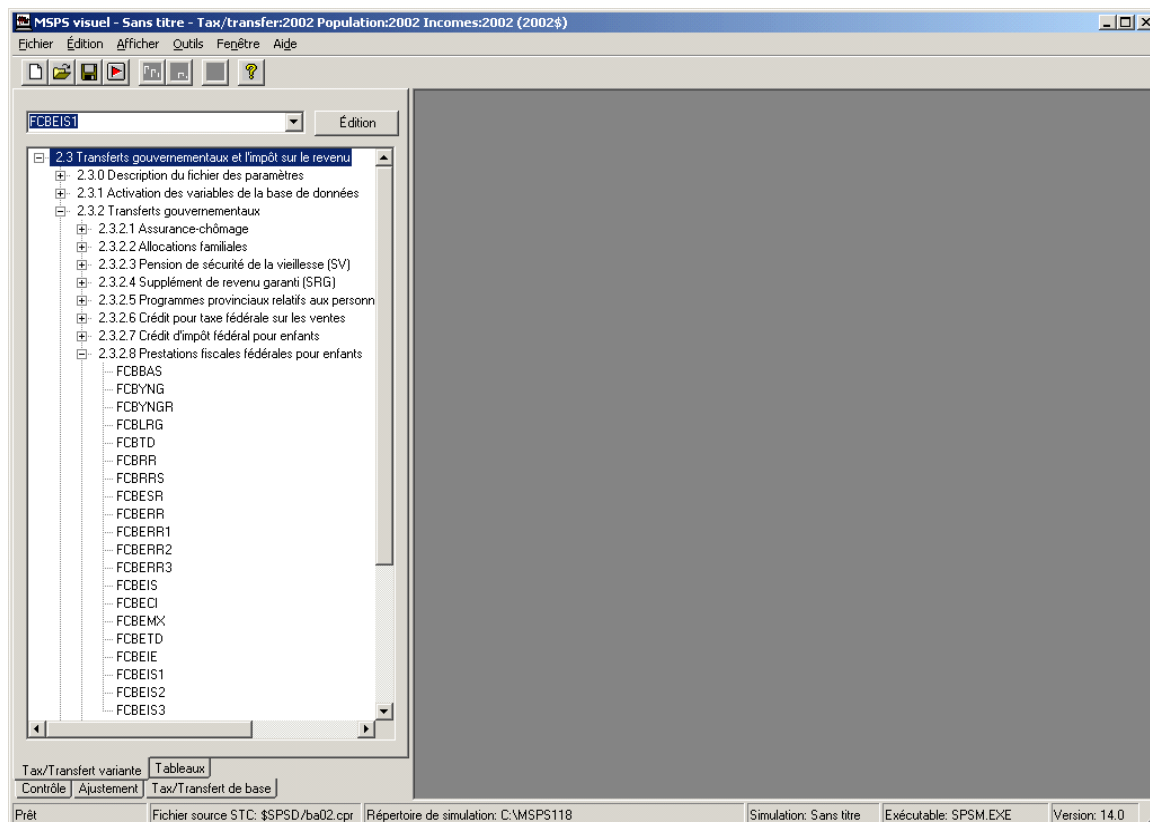 MSPS visuel - Sans titre - Tax/transfer:2002 Population:2002 Incomes:2002 (2002$)
Fichier Édition Afficher Outils Fenêtre Aide
FCBEIS1 Édition
2.3 Transferts gouvernementaux et l'impôt sur le revenu
2.3.0 Description du fichier des paramètres
2.3.1 Activation des variables de la base de données
2.3.2 Transferts gouvernementaux
2.3.2.1 Assurance-chômage
2.3.2.2 Allocations familiales
2.3.2.3 Pension de sécurité de la vieillesse (SV)
2.3.2.4 Supplément de revenu garanti (SRG)
2.3.2.5 Programmes provinciaux relatifs aux personn
2.3.2.6 Crédit pour taxe fédérale sur les ventes
2.3.2.7 Crédit d'impôt fédéral pour enfants
2.3.2.8 Prestations fiscales fédérales pour enfants
FCBBAS
FCBYNG
FCBYNGR
FCBLRG
FCBTD
FCBRR
FCBRRS
FCBESR
FCBERR
FCBERR1
FCBERR2
FCBERR3
FCBEIS
FCBECI
FCBEMX
FCBETD
FCBEIE
FCBEIS1
FCBEIS2
FCBEIS3
Tax/Transfert variante Tableaux
Contrôle Ajustement Tax/Transfert de base
Prêt Fichier source STC: $SPSD/ba02.cpr Répertoire de simulation: C:\MSPS118 Simulation: Sans titre Exécutable: SPSM.EXE Version: 14.0